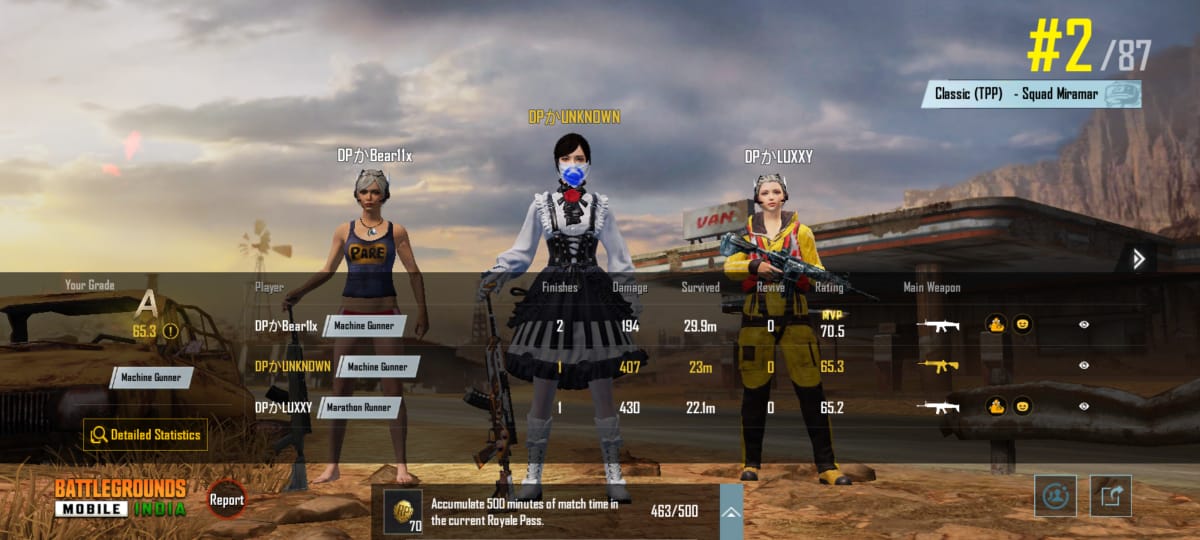 #2/87
Classic (TPP) - Squad Miramar
DPかUNKNOWN
DPかBear11x
DPかLUXXY
VAN
PARE
Your Grade
A
65.3
Machine Gunner
Detailed Statistics
Player Finishes Damage Survived Revive Rating Main Weapon
MVP
DPかBear11x Machine Gunner 2 194 29.9m 0 70.5
DPかUNKNOWN Machine Gunner 1 407 23m 0 65.3
DPかLUXXY Marathon Runner 1 430 22.1m 0 65.2
BATTLEGROUNDS
MOBILE INDIA
Report
RP
70
Accumulate 500 minutes of match time in
the current Royale Pass.
463/500